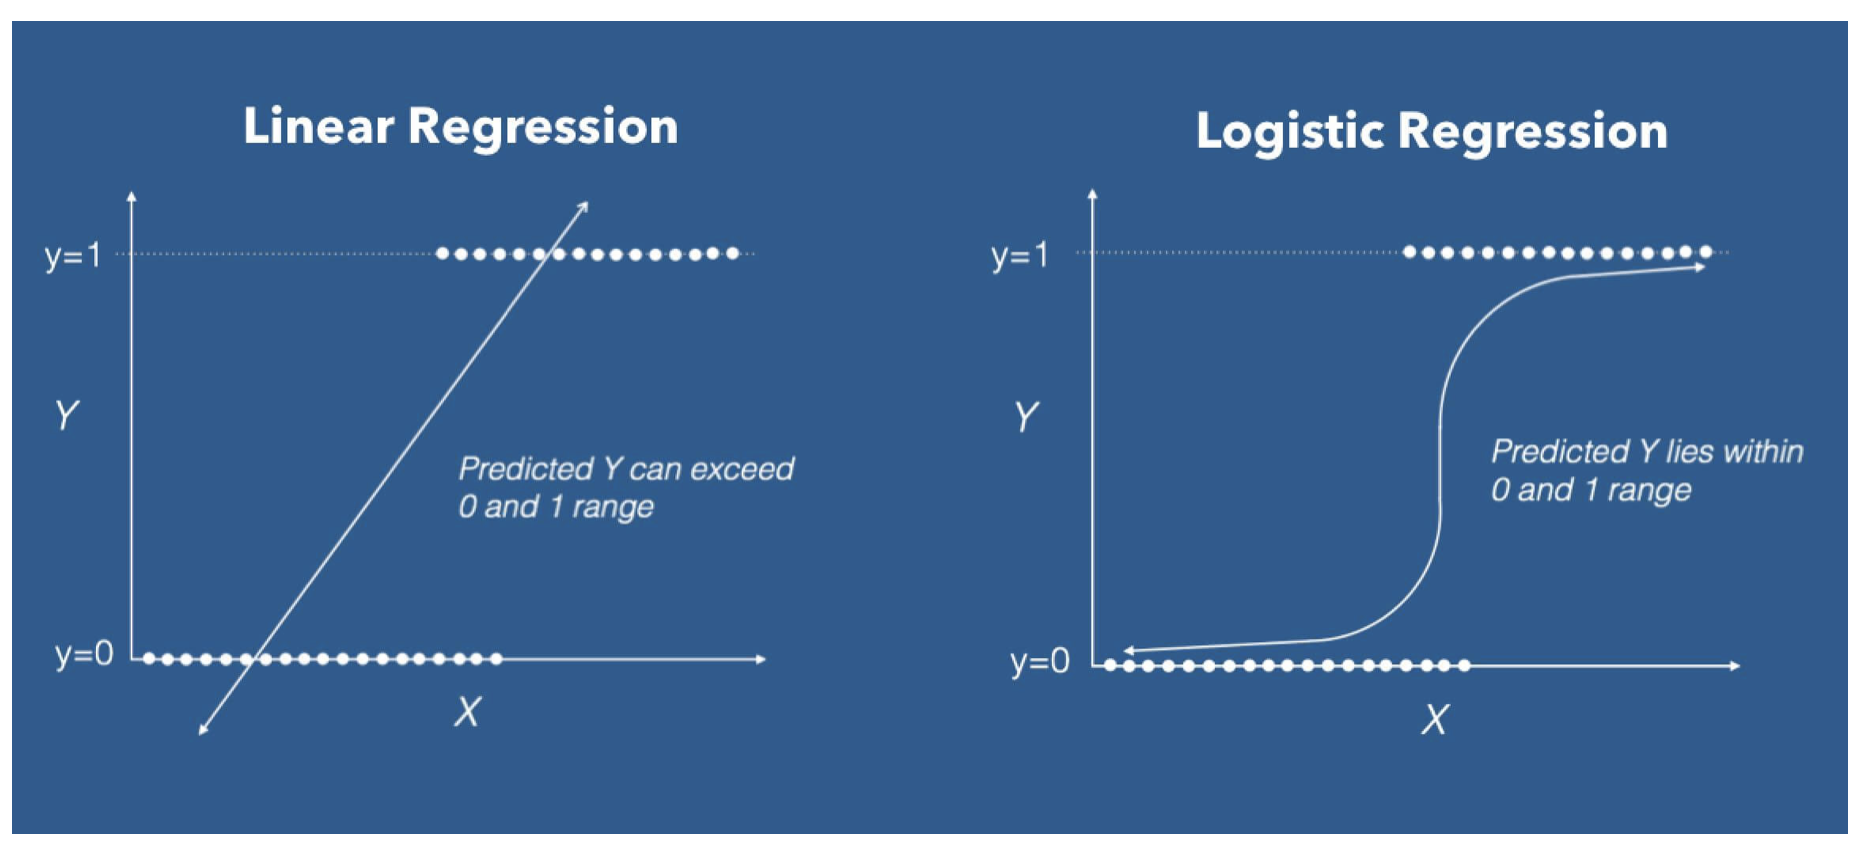 Linear Regression
y=1
Y
Predicted Y can exceed
0 and 1 range
y=0
X
Logistic Regression
y=1
Y
Predicted Y lies within
0 and 1 range
y=0
X